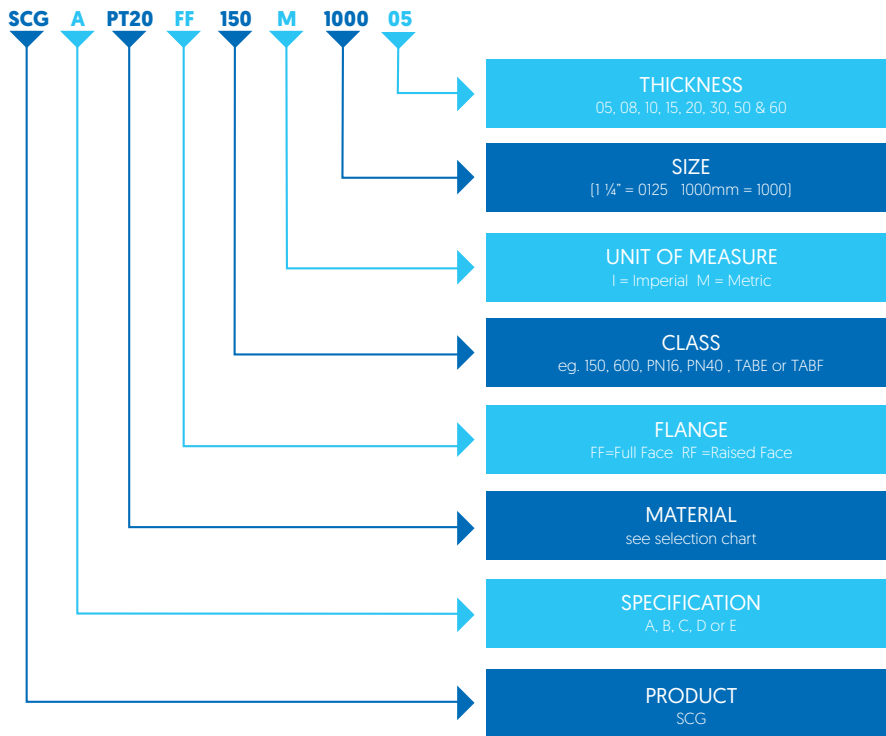 SCG A PT20 FF 150 M 1000 05
THICKNESS
05, 08, 10, 15, 20, 30, 50 & 60
SIZE
(1 ¼" = 0125 1000mm = 1000)
UNIT OF MEASURE
I = Imperial M = Metric
CLASS
eg. 150, 600, PN16, PN40 , TABE or TABF
FLANGE
FF=Full Face RF =Raised Face
MATERIAL
see selection chart
SPECIFICATION
A, B, C, D or E
PRODUCT
SCG